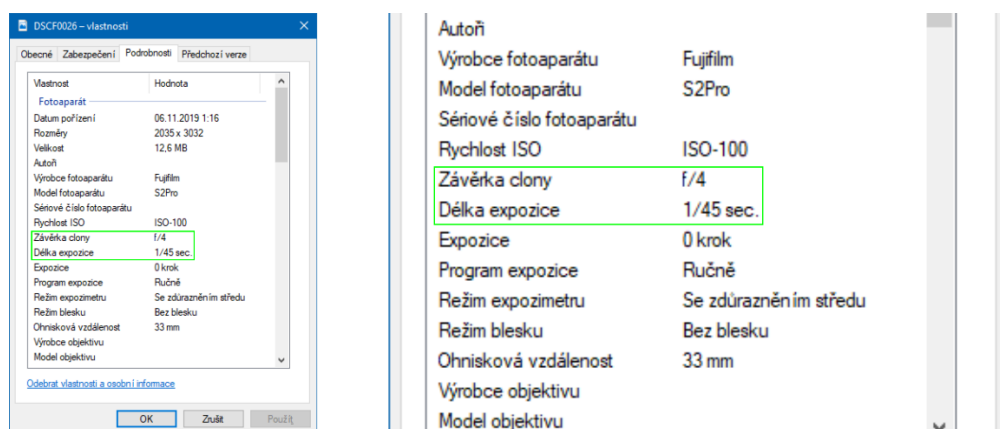 DSCF0026 – vlastnosti
Obecné Zabezpečení Podrobnosti Předchozí verze
Vlastnost Hodnota
Fotoaparát
Datum pořízení 06.11.2019 1:16
Rozměry 2035 x 3032
Velikost 12,6 MB
Autoři
Výrobce fotoaparátu Fujifilm
Model fotoaparátu S2Pro
Sériové číslo fotoaparátu
Rychlost ISO ISO-100
Závěrka clony f/4
Délka expozice 1/45 sec.
Expozice 0 krok
Program expozice Ručně
Režim expozimetru Se zdůrazněním středu
Režim blesku Bez blesku
Ohnisková vzdálenost 33 mm
Výrobce objektivu
Model objektivu
Odebrat vlastnosti a osobní informace
OK Zrušit Použít
Autoři
Výrobce fotoaparátu Fujifilm
Model fotoaparátu S2Pro
Sériové číslo fotoaparátu
Rychlost ISO ISO-100
Závěrka clony f/4
Délka expozice 1/45 sec.
Expozice 0 krok
Program expozice Ručně
Režim expozimetru Se zdůrazněním středu
Režim blesku Bez blesku
Ohnisková vzdálenost 33 mm
Výrobce objektivu
Model objektivu